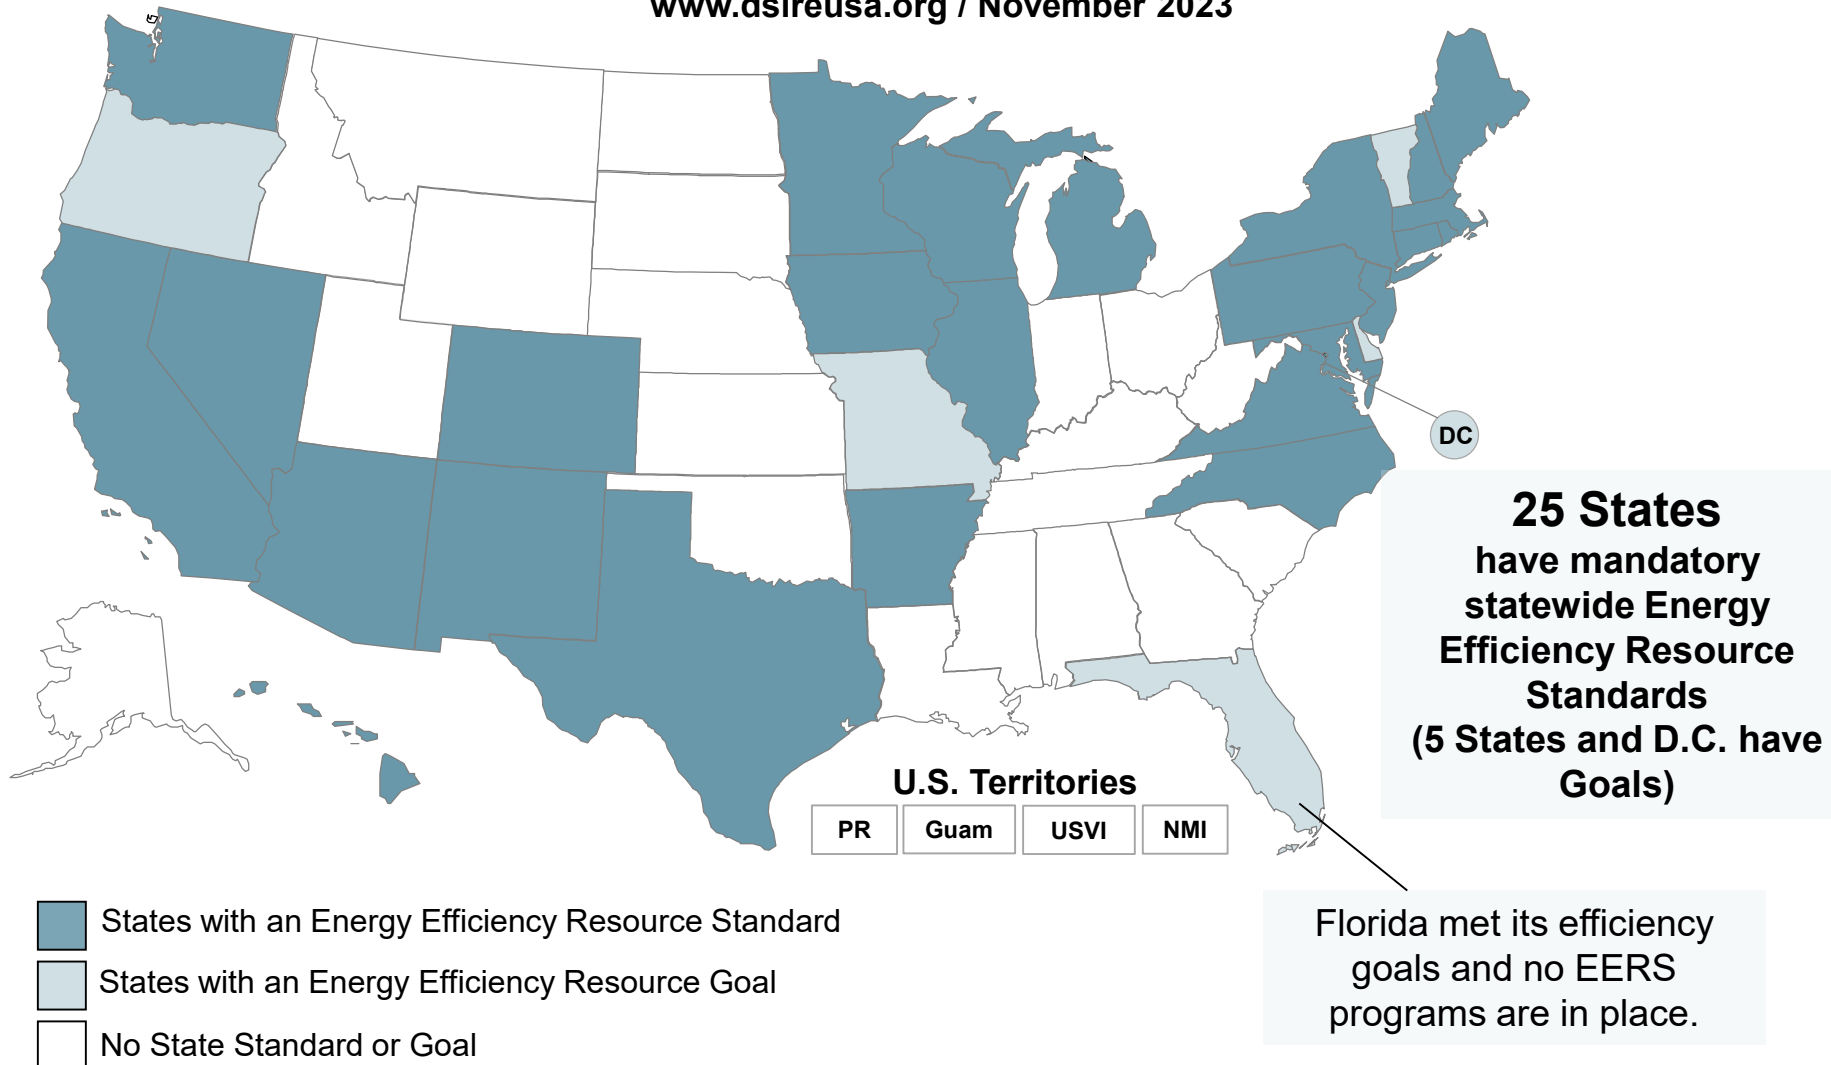 www.dsireusa.org / November 2023
DC
25 States
have mandatory
statewide Energy
Efficiency Resource
Standards
(5 States and D.C. have
Goals)
U.S. Territories
PR
Guam
USVI
NMI
States with an Energy Efficiency Resource Standard
States with an Energy Efficiency Resource Goal
No State Standard or Goal
Florida met its efficiency
goals and no EERS
programs are in place.